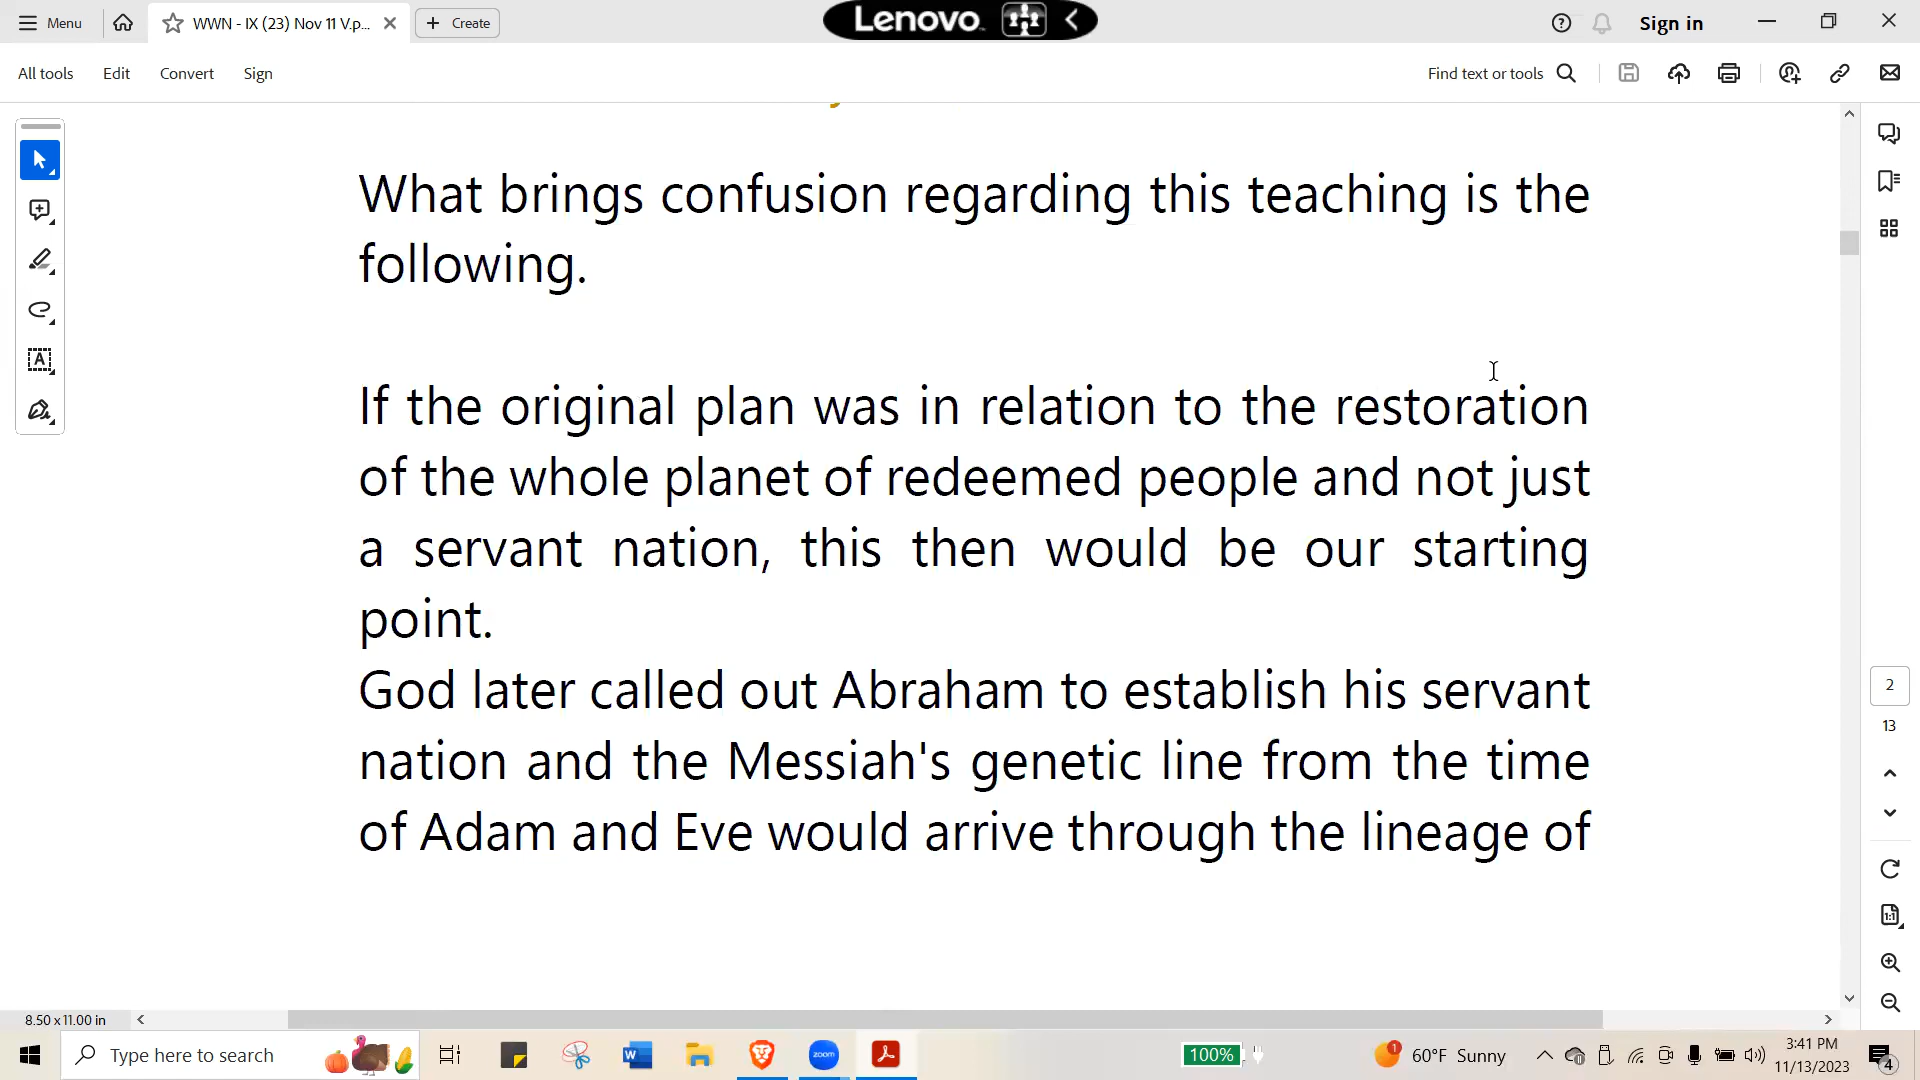 Menu
WWN - IX (23) Nov 11 V.p...
Create
Lenovo
Sign in
All tools
Edit
Convert
Sign
Find text or tools
What brings confusion regarding this teaching is the
following.
If the original plan was in relation to the restoration
of the whole planet of redeemed people and not just
a servant nation, this then would be our starting
point.
God later called out Abraham to establish his servant
nation and the Messiah's genetic line from the time
of Adam and Eve would arrive through the lineage of
2
13
1:1
8.50 x 11.00 in
Type here to search
zoom
100%
1
60°F Sunny
3:41 PM
11/13/2023
4